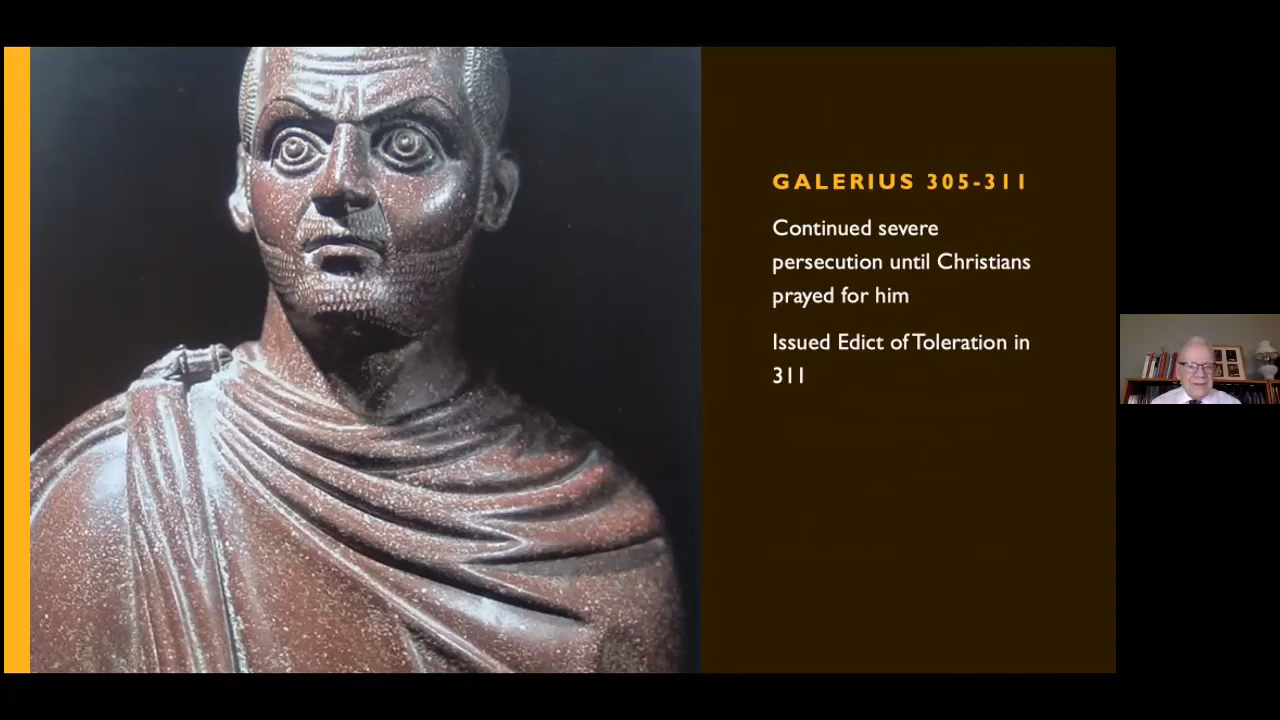 GALERIUS 305-311
Continued severe
persecution until Christians
prayed for him
Issued Edict of Toleration in
311